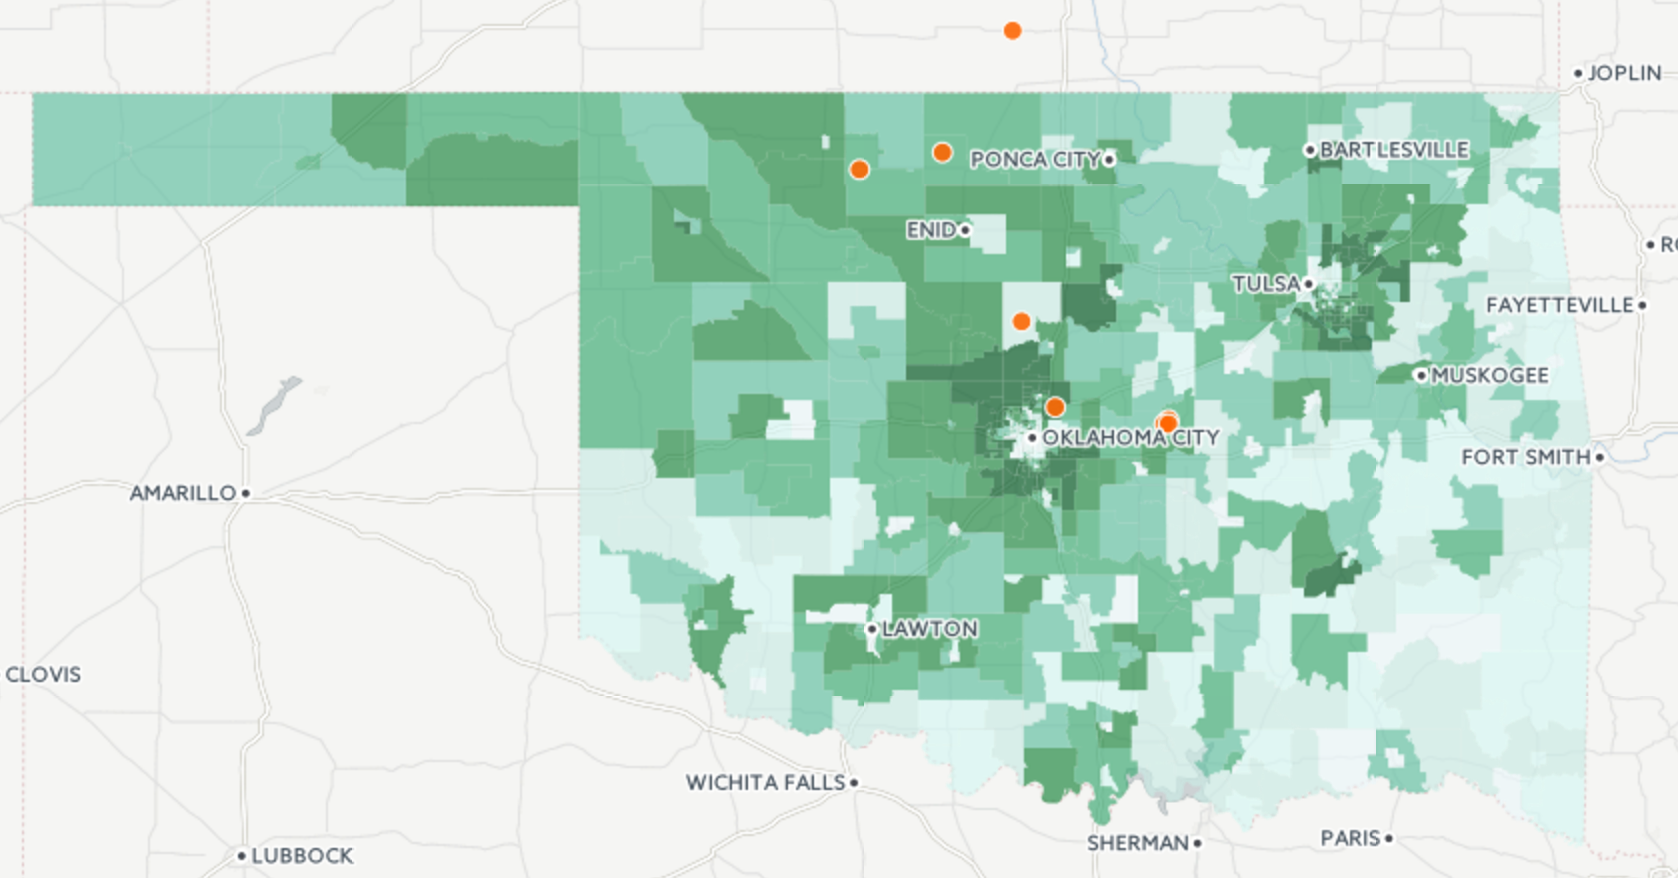 JOPLIN
BARTLESVILLE
PONCA CITY
ENID
RO
TULSA
FAYETTEVILLE
MUSKOGEE
OKLAHOMA CITY
FORT SMITH
AMARILLO
LAWTON
CLOVIS
WICHITA FALLS
SHERMAN
PARIS
LUBBOCK